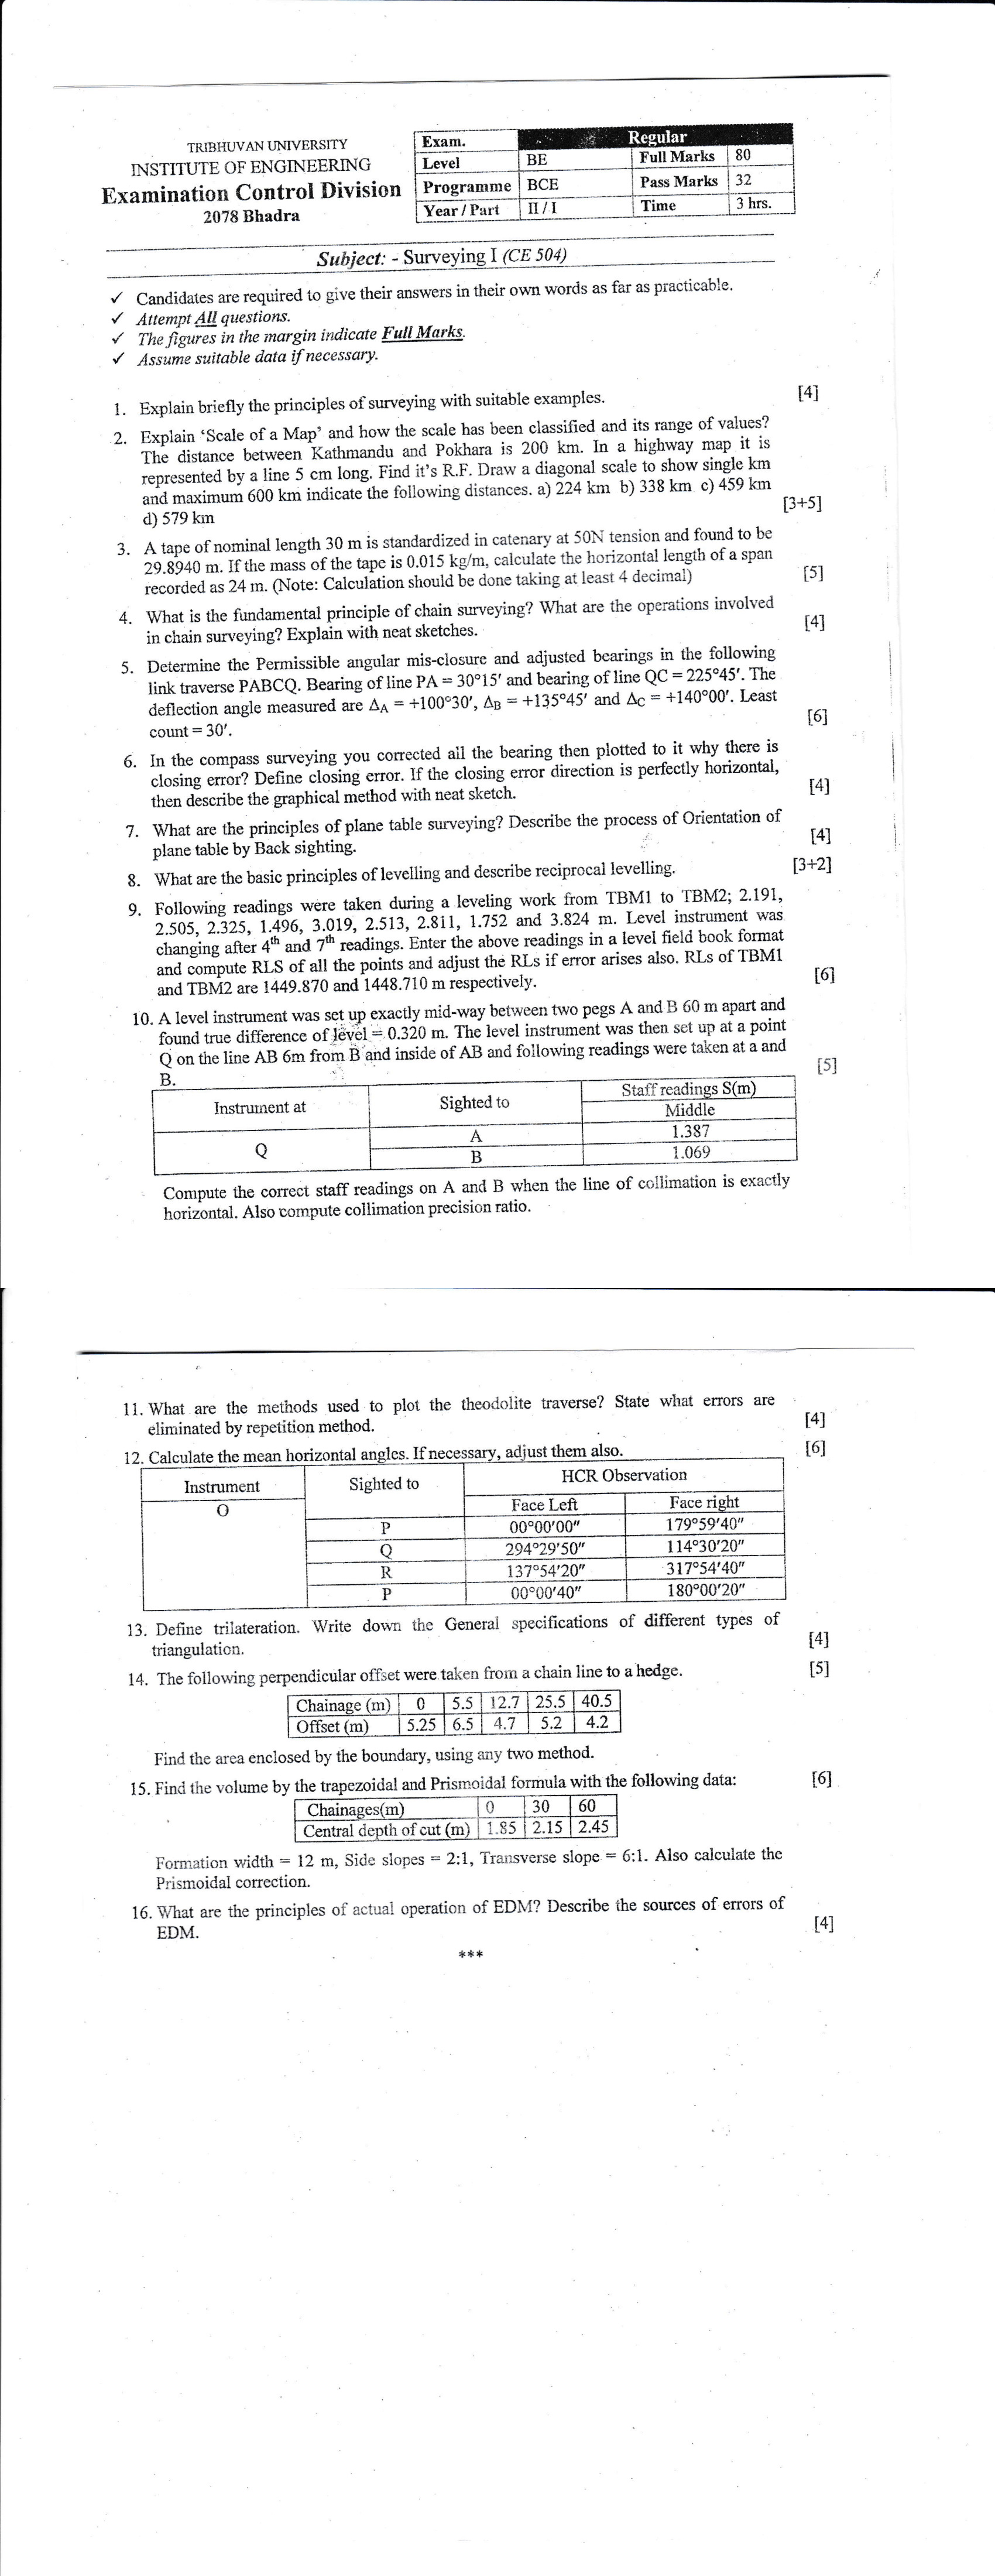 TRIBHUVAN UNIVERSITY
INSTITUTE OF ENGINEERING
Examination Control Division
2078 Bhadra
Exam. Regular
Level BE Full Marks 80
Programme BCE Pass Marks 32
Year / Part II / I Time 3 hrs.
Subject: - Surveying I (CE 504)
✓ Candidates are required to give their answers in their own words as far as practicable.
✓ Attempt All questions.
✓ The figures in the margin indicate Full Marks.
✓ Assume suitable data if necessary.
1. Explain briefly the principles of surveying with suitable examples. [4]
2. Explain ‘Scale of a Map’ and how the scale has been classified and its range of values?
The distance between Kathmandu and Pokhara is 200 km. In a highway map it is
represented by a line 5 cm long. Find it’s R.F. Draw a diagonal scale to show single km
and maximum 600 km indicate the following distances. a) 224 km b) 338 km c) 459 km
d) 579 km [3+5]
3. A tape of nominal length 30 m is standardized in catenary at 50N tension and found to be
29.8940 m. If the mass of the tape is 0.015 kg/m, calculate the horizontal length of a span
recorded as 24 m. (Note: Calculation should be done taking at least 4 decimal) [5]
4. What is the fundamental principle of chain surveying? What are the operations involved
in chain surveying? Explain with neat sketches. [4]
5. Determine the Permissible angular mis-closure and adjusted bearings in the following
link traverse PABCQ. Bearing of line PA = 30°15′ and bearing of line QC = 225°45′. The
deflection angle measured are ΔA = +100°30′, ΔB = +135°45′ and ΔC = +140°00′. Least
count = 30′. [6]
6. In the compass surveying you corrected all the bearing then plotted to it why there is
closing error? Define closing error. If the closing error direction is perfectly horizontal,
then describe the graphical method with neat sketch. [4]
7. What are the principles of plane table surveying? Describe the process of Orientation of
plane table by Back sighting. [4]
8. What are the basic principles of levelling and describe reciprocal levelling. [3+2]
9. Following readings were taken during a leveling work from TBM1 to TBM2; 2.191,
2.505, 2.325, 1.496, 3.019, 2.513, 2.811, 1.752 and 3.824 m. Level instrument was
changing after 4th and 7th readings. Enter the above readings in a level field book format
and compute RLS of all the points and adjust the RLs if error arises also. RLs of TBM1
and TBM2 are 1449.870 and 1448.710 m respectively. [6]
10. A level instrument was set up exactly mid-way between two pegs A and B 60 m apart and
found true difference of level = 0.320 m. The level instrument was then set up at a point
Q on the line AB 6m from B and inside of AB and following readings were taken at a and
B. [5]
Instrument at Sighted to Staff readings S(m)
Middle
Q A 1.387
B 1.069
Compute the correct staff readings on A and B when the line of collimation is exactly
horizontal. Also compute collimation precision ratio.
11. What are the methods used to plot the theodolite traverse? State what errors are
eliminated by repetition method. [4]
12. Calculate the mean horizontal angles. If necessary, adjust them also. [6]
Instrument Sighted to HCR Observation
O Face Left Face right
P 00°00′00″ 179°59′40″
Q 294°29′50″ 114°30′20″
R 137°54′20″ 317°54′40″
P 00°00′40″ 180°00′20″
13. Define trilateration. Write down the General specifications of different types of
triangulation. [4]
14. The following perpendicular offset were taken from a chain line to a hedge. [5]
Chainage (m) 0 5.5 12.7 25.5 40.5
Offset (m) 5.25 6.5 4.7 5.2 4.2
Find the area enclosed by the boundary, using any two method.
15. Find the volume by the trapezoidal and Prismoidal formula with the following data: [6]
Chainages(m) 0 30 60
Central depth of cut (m) 1.85 2.15 2.45
Formation width = 12 m, Side slopes = 2:1, Transverse slope = 6:1. Also calculate the
Prismoidal correction.
16. What are the principles of actual operation of EDM? Describe the sources of errors of
EDM. [4]
***